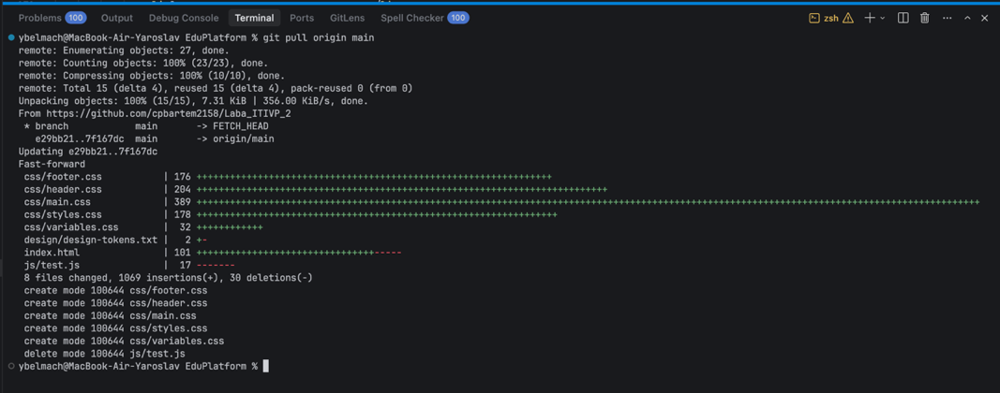 Problems 100 Output Debug Console Terminal Ports GitLens Spell Checker 100 zsh
ybelmach@MacBook-Air-Yaroslav EduPlatform % git pull origin main
remote: Enumerating objects: 27, done.
remote: Counting objects: 100% (23/23), done.
remote: Compressing objects: 100% (10/10), done.
remote: Total 15 (delta 4), reused 15 (delta 4), pack-reused 0 (from 0)
Unpacking objects: 100% (15/15), 7.31 KiB | 356.00 KiB/s, done.
From https://github.com/cpbartem2158/Laba_ITIVP_2
 * branch            main       -> FETCH_HEAD
   e29bb21..7f167dc  main       -> origin/main
Updating e29bb21..7f167dc
Fast-forward
 css/footer.css           | 176 ++++++++++++++++++++++++++++++++++++++++++++++++++++++++++++++++
 css/header.css           | 204 ++++++++++++++++++++++++++++++++++++++++++++++++++++++++++++++++++++++++++
 css/main.css             | 389 +++++++++++++++++++++++++++++++++++++++++++++++++++++++++++++++++++++++++++++++++++++++++++++++++++++++++++++++++++++++++++++++++++++++++++++
 css/styles.css           | 178 +++++++++++++++++++++++++++++++++++++++++++++++++++++++++++++++++
 css/variables.css        |  32 ++++++++++++
 design/design-tokens.txt |   2 +-
 index.html               | 101 ++++++++++++++++++++++++++++++++-----
 js/test.js               |  17 -------
 8 files changed, 1069 insertions(+), 30 deletions(-)
 create mode 100644 css/footer.css
 create mode 100644 css/header.css
 create mode 100644 css/main.css
 create mode 100644 css/styles.css
 create mode 100644 css/variables.css
 delete mode 100644 js/test.js
ybelmach@MacBook-Air-Yaroslav EduPlatform %